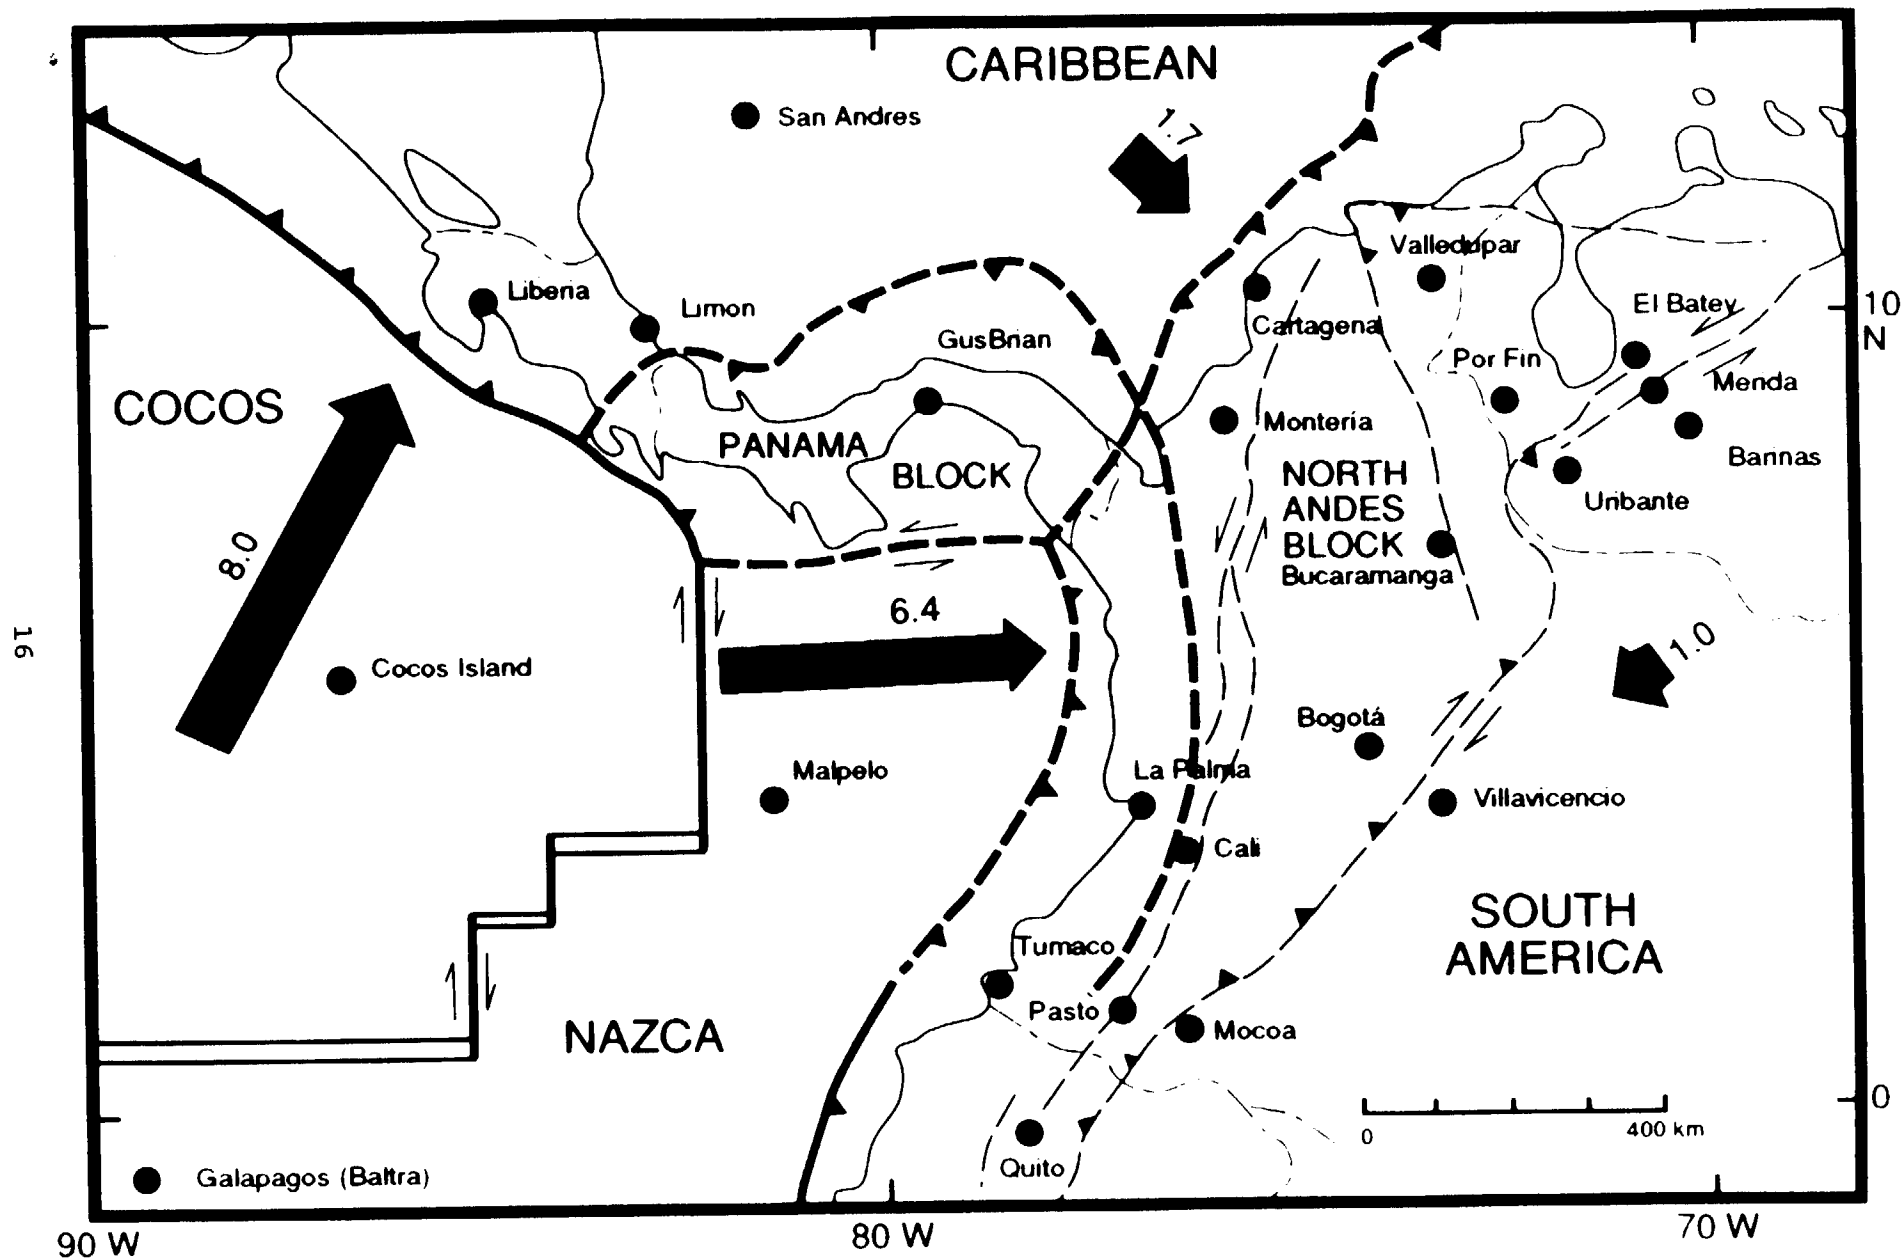 CARIBBEAN
San Andres
1.7
Valledupar
Liberia
Limon
El Batey
10
N
Cartagena
GusBrian
Por Fin
Menda
COCOS
PANAMA
Montería
BLOCK
NORTH
ANDES
BLOCK
Barinas
Uribante
8.0
Bucaramanga
6.4
16
1.0
Cocos Island
Bogotá
Malpelo
La Palma
Villavicencio
Cali
SOUTH
AMERICA
Tumaco
Pasto
Mocoa
NAZCA
0
0
400 km
Quito
Galapagos (Baltra)
90 W
80 W
70 W